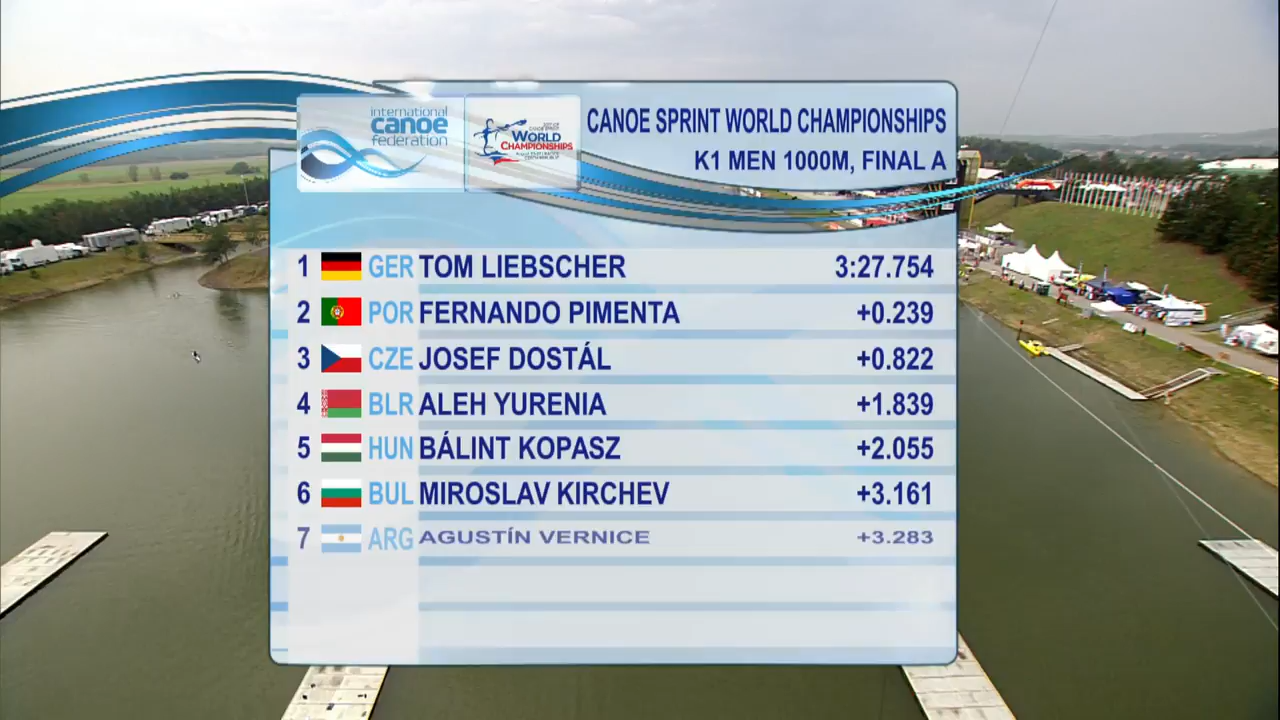 international
canoe
federation
WORLD
CHAMPIONSHIPS
CANOE SPRINT WORLD CHAMPIONSHIPS
K1 MEN 1000M, FINAL A
1 GER TOM LIEBSCHER 3:27.754
2 POR FERNANDO PIMENTA +0.239
3 CZE JOSEF DOSTÁL +0.822
4 BLR ALEH YURENIA +1.839
5 HUN BÁLINT KOPASZ +2.055
6 BUL MIROSLAV KIRCHEV +3.161
7 ARG AGUSTÍN VERNICE +3.283